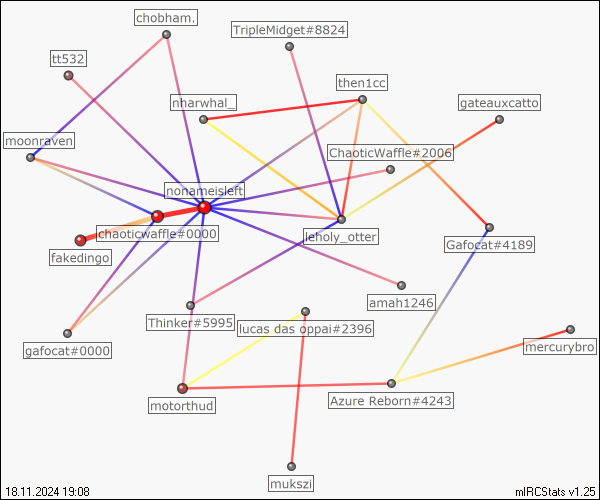 chobham.
TripleMidget#8824
tt532
then1cc
nharwhal_
gateauxcatto
moonraven
ChaoticWaffle#2006
nonameisleft
chaoticwaffle#0000
leholy_otter
Gafocat#4189
fakedingo
amah1246
Thinker#5995
lucas das oppai#2396
gafocat#0000
mercurybro
motorthud
Azure Reborn#4243
mukszi
18.11.2024 19:08
mIRCStats v1.25